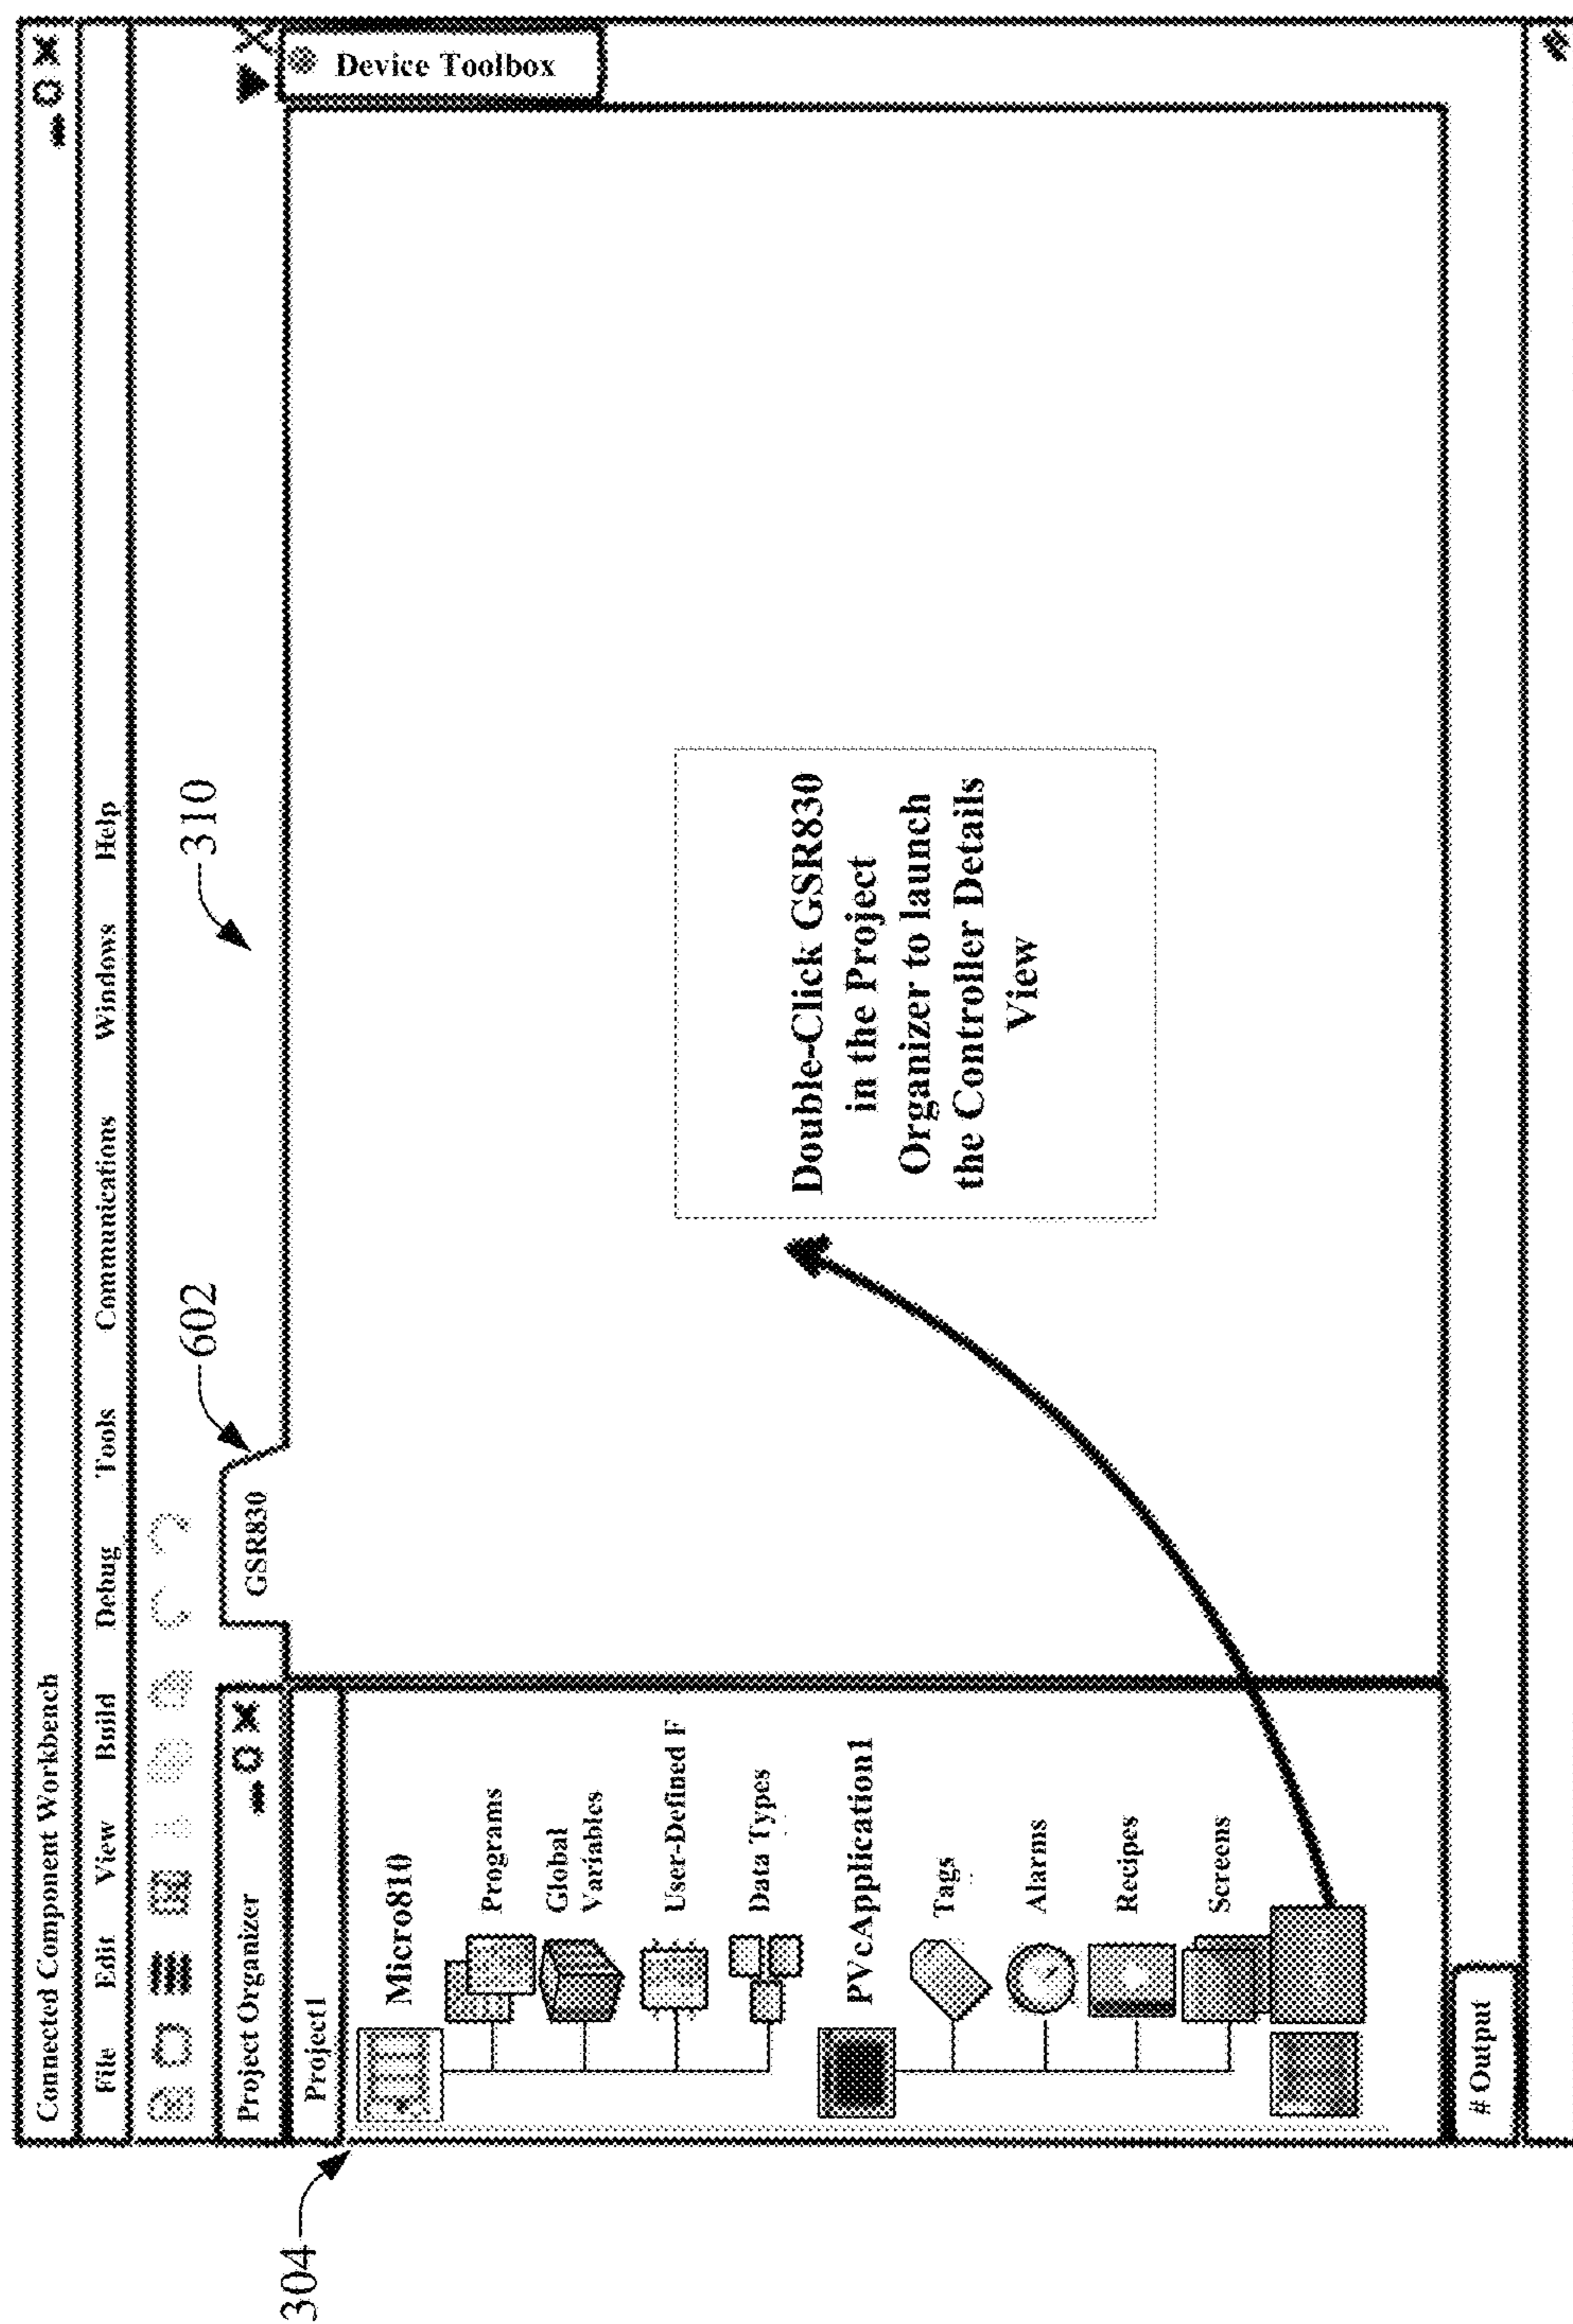 Connected Component Workbench
File Edit View Build Debug Tools Communications Windows Help
602
310
Project Organizer
GSR830
Device Toolbox
304
Project1
Micro810
Programs
Global
Variables
User-Defined F
Data Types
PVcApplication1
Tags
Alarms
Recipes
Screens
Double-Click GSR830
in the Project
Organizer to launch
the Controller Details
View
# Output